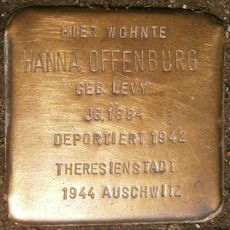 HIER WOHNTE
HANNA OFFENBURG
GEB. LEVY
JG. 1884
DEPORTIERT 1942
THERESIENSTADT
1944 AUSCHWITZ